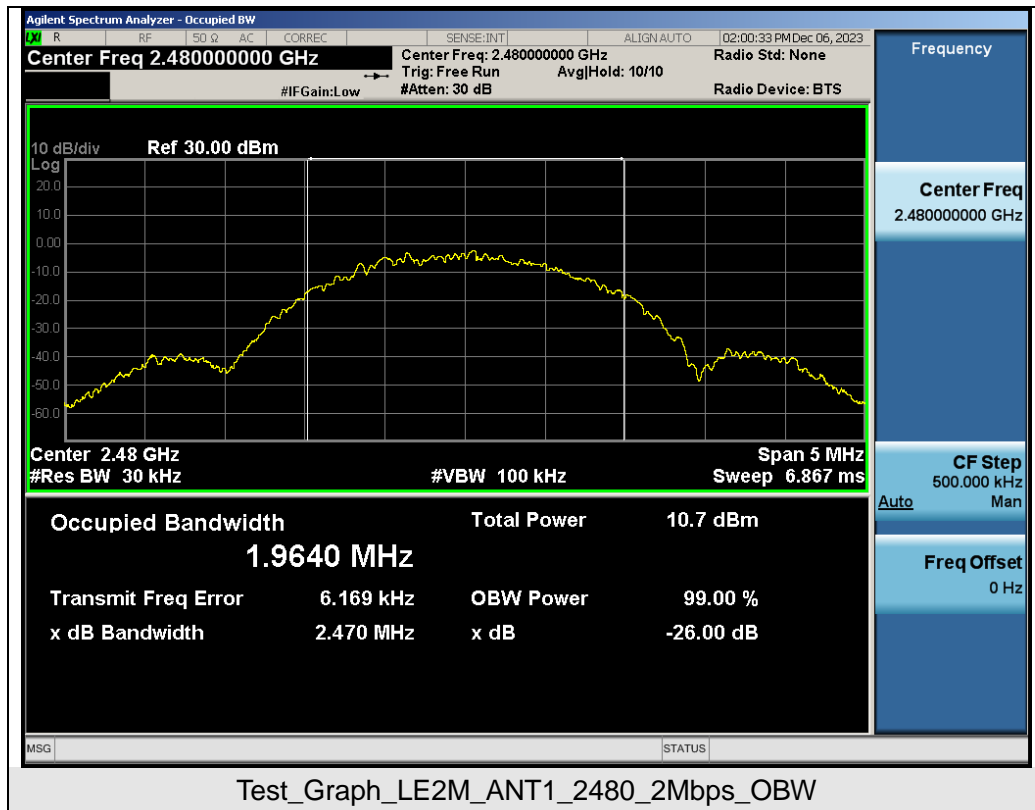 Agilent Spectrum Analyzer - Occupied BW
LXI R RF 50 Ω AC CORREC SENSE:INT ALIGN AUTO 02:00:33 PM Dec 06, 2023
Center Freq 2.480000000 GHz
Center Freq: 2.480000000 GHz
Radio Std: None
Trig: Free Run Avg|Hold: 10/10
#IFGain:Low
#Atten: 30 dB
Radio Device: BTS
10 dB/div Ref 30.00 dBm
Log
20.0
10.0
0.00
-10.0
-20.0
-30.0
-40.0
-50.0
-60.0
Center 2.48 GHz Span 5 MHz
#Res BW 30 kHz #VBW 100 kHz Sweep 6.867 ms
Occupied Bandwidth Total Power 10.7 dBm
1.9640 MHz
Transmit Freq Error 6.169 kHz OBW Power 99.00 %
x dB Bandwidth 2.470 MHz x dB -26.00 dB
Frequency
Center Freq
2.480000000 GHz
CF Step
500.000 kHz
Auto Man
Freq Offset
0 Hz
MSG STATUS
Test_Graph_LE2M_ANT1_2480_2Mbps_OBW